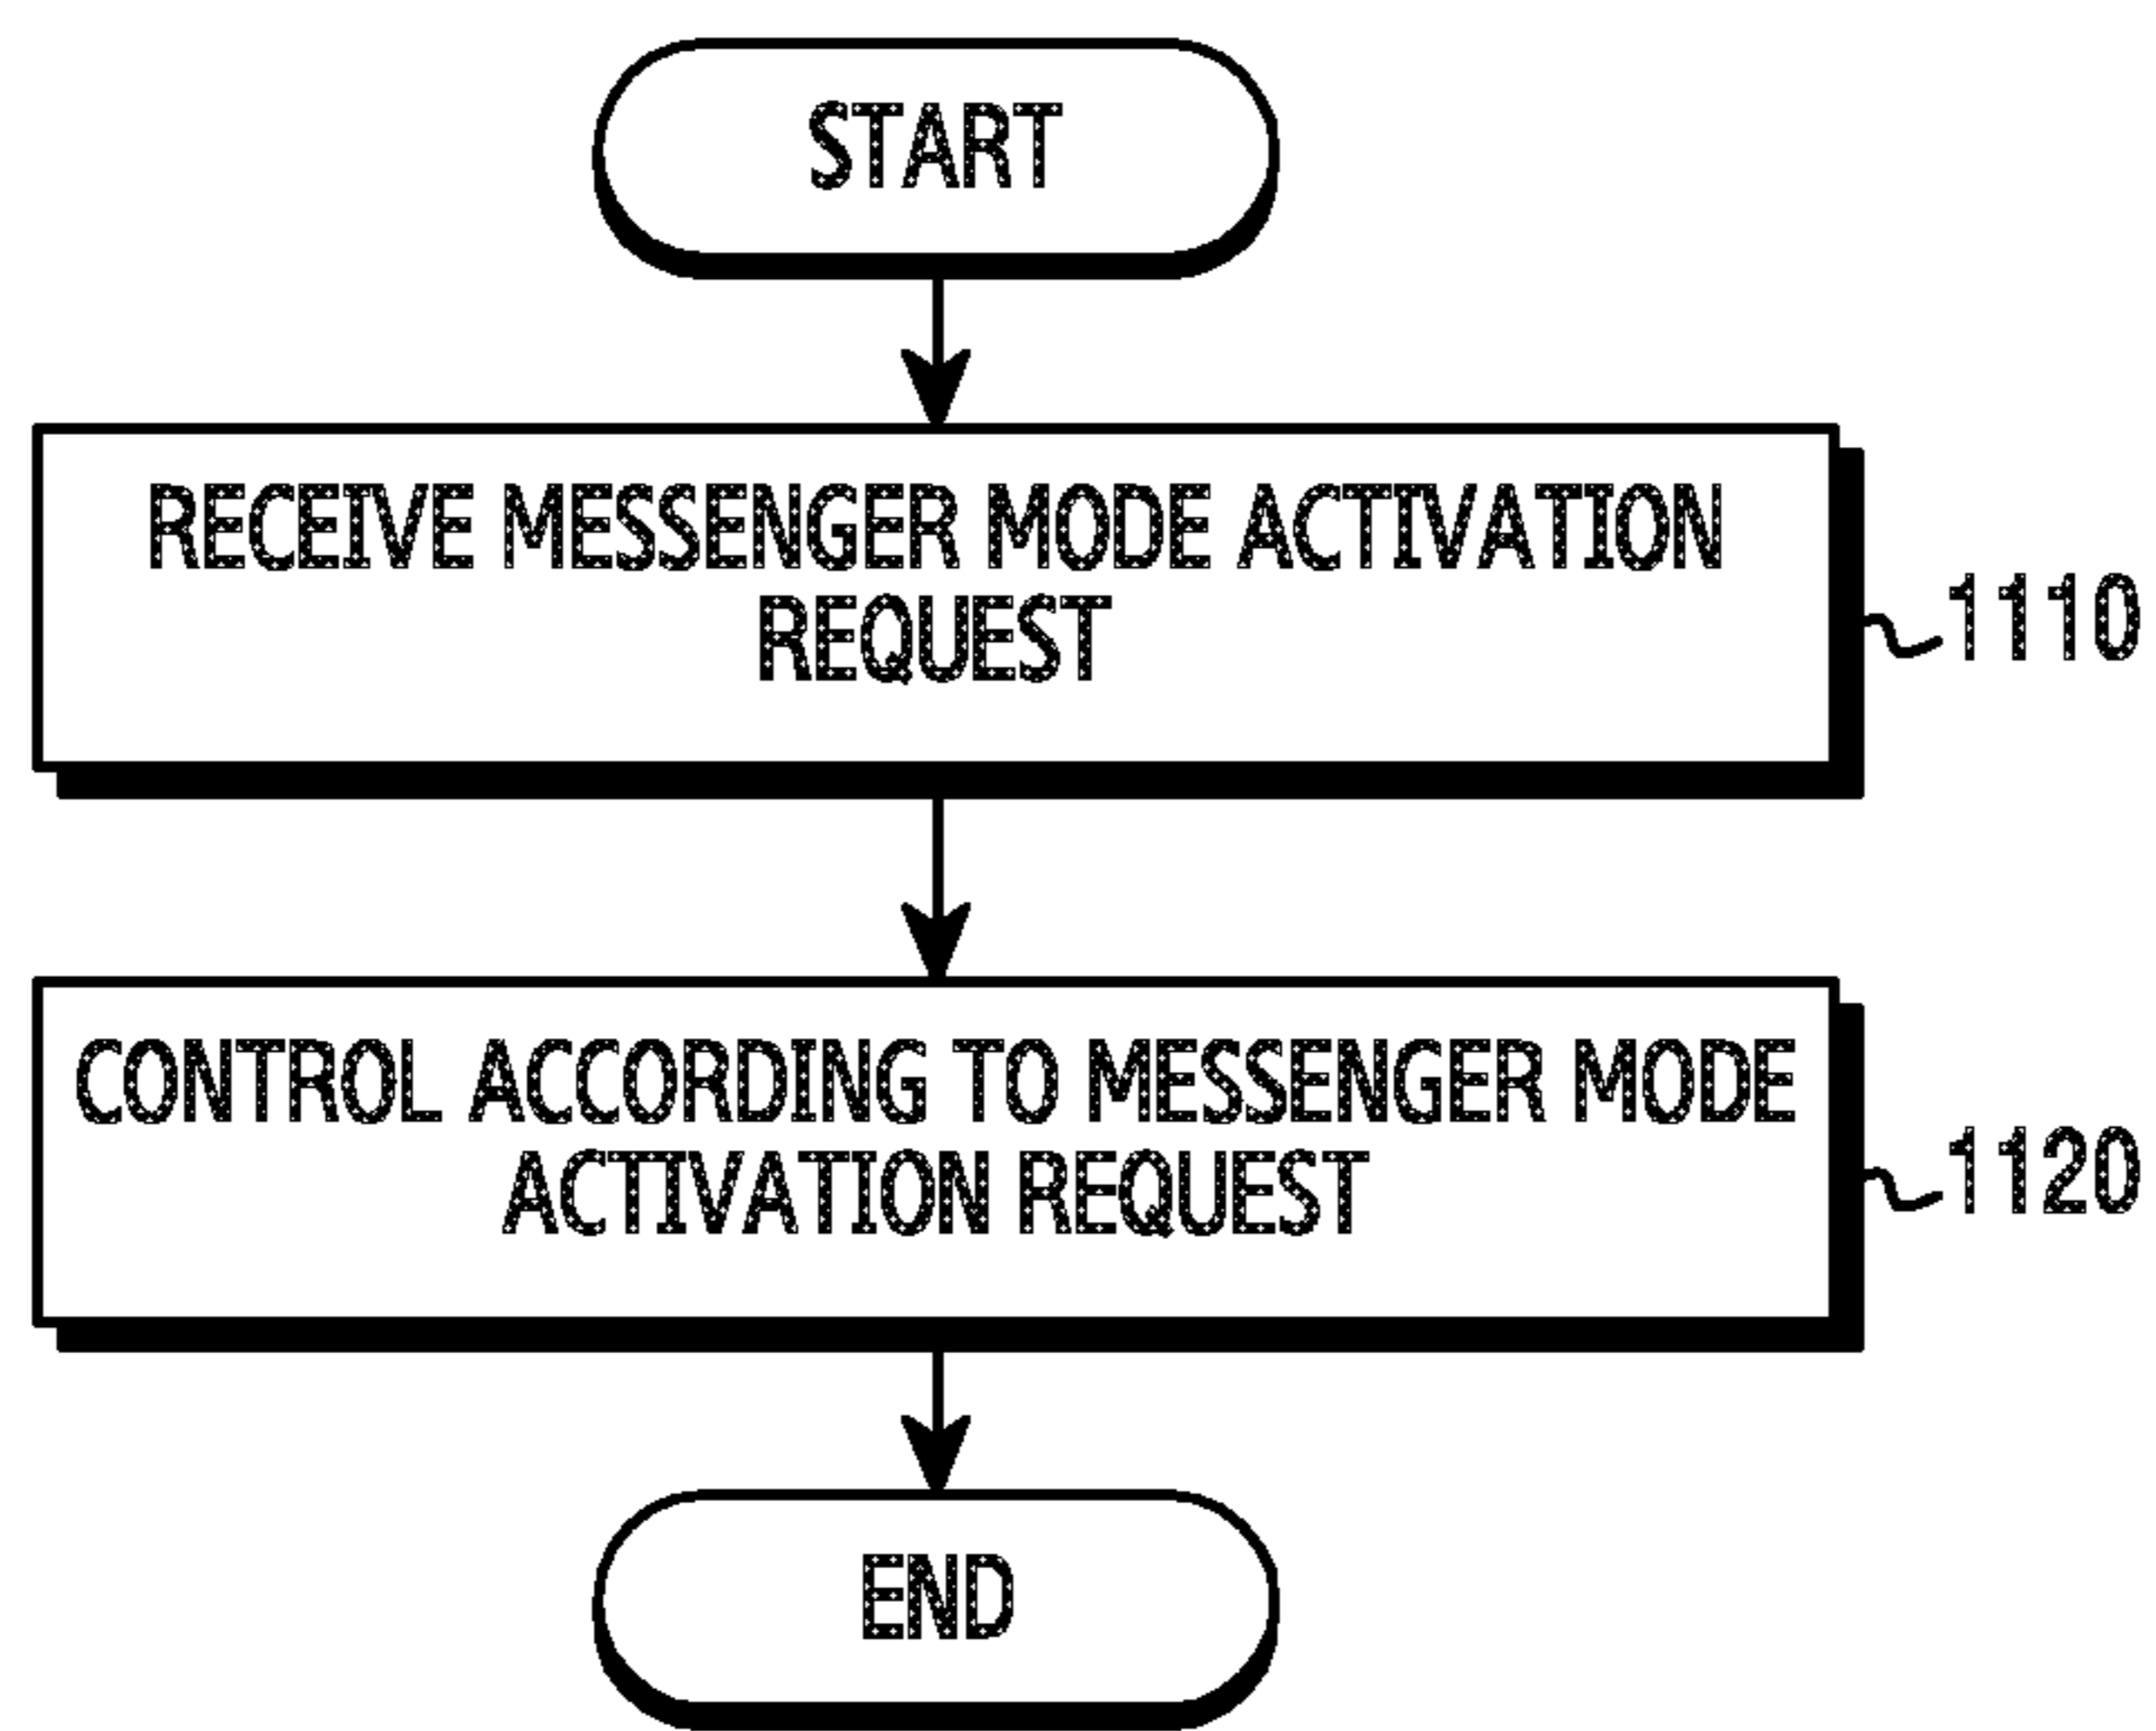 START
RECEIVE MESSENGER MODE ACTIVATION
REQUEST
1110
CONTROL ACCORDING TO MESSENGER MODE
ACTIVATION REQUEST
1120
END